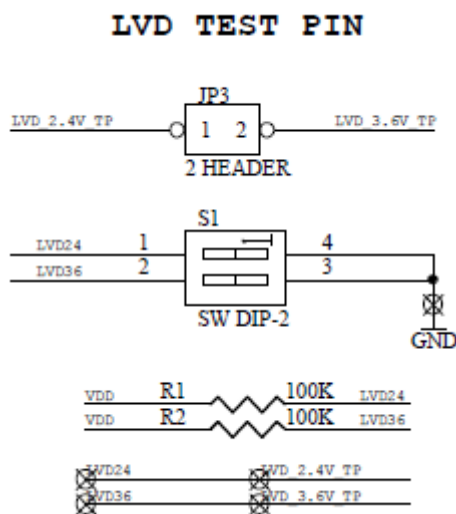 LVD TEST PIN
JP3
LVD_2.4V_TP 1 2 LVD_3.6V_TP
2 HEADER
S1
LVD24 1 4
LVD36 2 3
SW DIP-2
GND
VDD R1 100K LVD24
VDD R2 100K LVD36
LVD24 LVD_2.4V_TP
LVD36 LVD_3.6V_TP